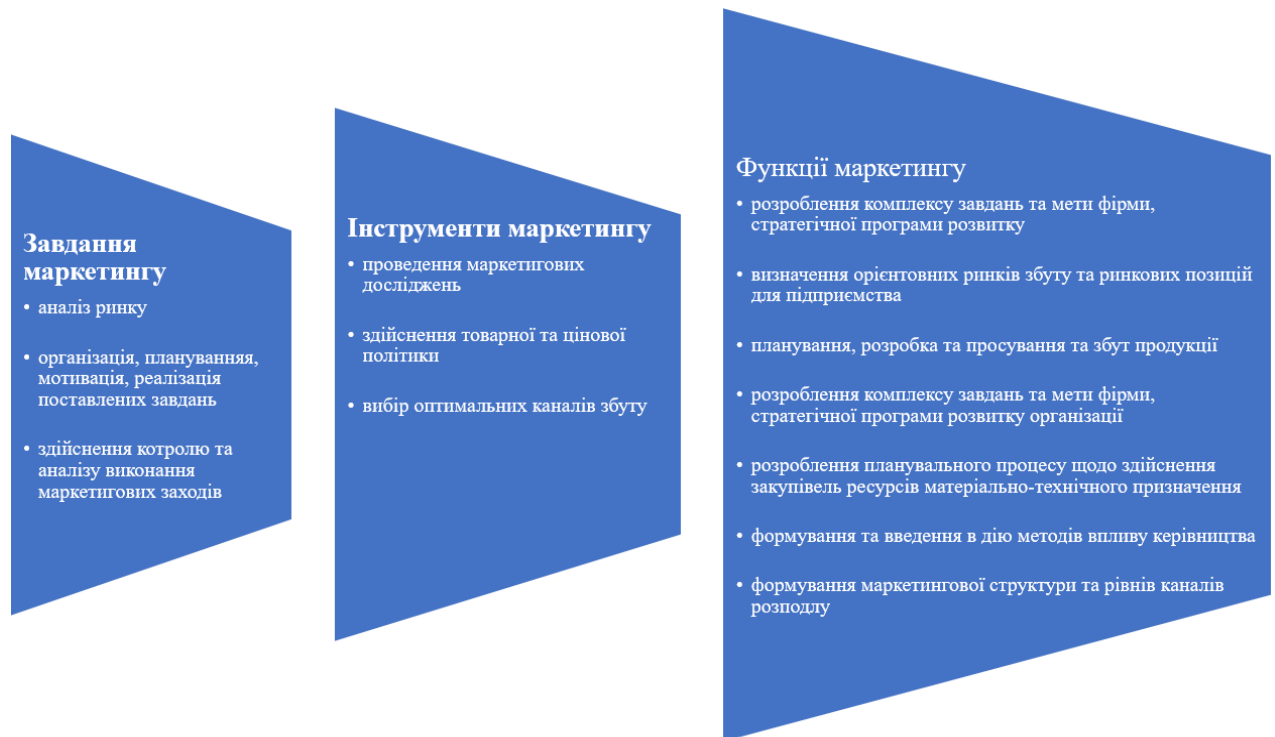 Завдання
маркетингу
• аналіз ринку
• організація, плануванняя,
мотивація, реалізація
поставлених завдань
• здійснення котролю та
аналізу виконання
маркетигових заходів
Інструменти маркетингу
• проведення маркетигових
досліджень
• здійснення товарної та цінової
політики
• вибір оптимальних каналів збуту
Функції маркетингу
• розроблення комплексу завдань та мети фірми,
стратегічної програми розвитку
• визначення орієнтовних ринків збуту та ринкових позицій
для підприємства
• планування, розробка та просування та збут продукції
• розроблення комплексу завдань та мети фірми,
стратегічної програми розвитку організації
• розроблення планувального процесу щодо здійснення
закупівель ресурсів матеріально-технічного призначення
• формування та введення в дію методів впливу керівництва
• формування маркетингової структури та рівнів каналів
розподлу